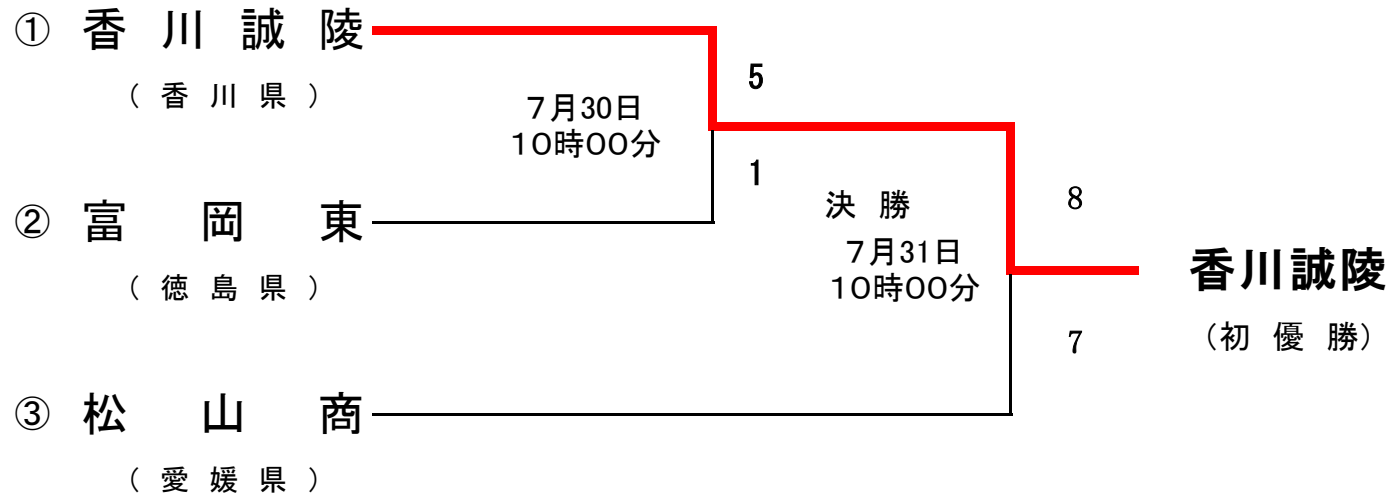 ① 香川誠陵
(香川県)
5
7月30日
10時00分
1
② 富岡東
(徳島県)
決勝
7月31日
10時00分
8
香川誠陵
(初優勝)
7
③ 松山商
(愛媛県)